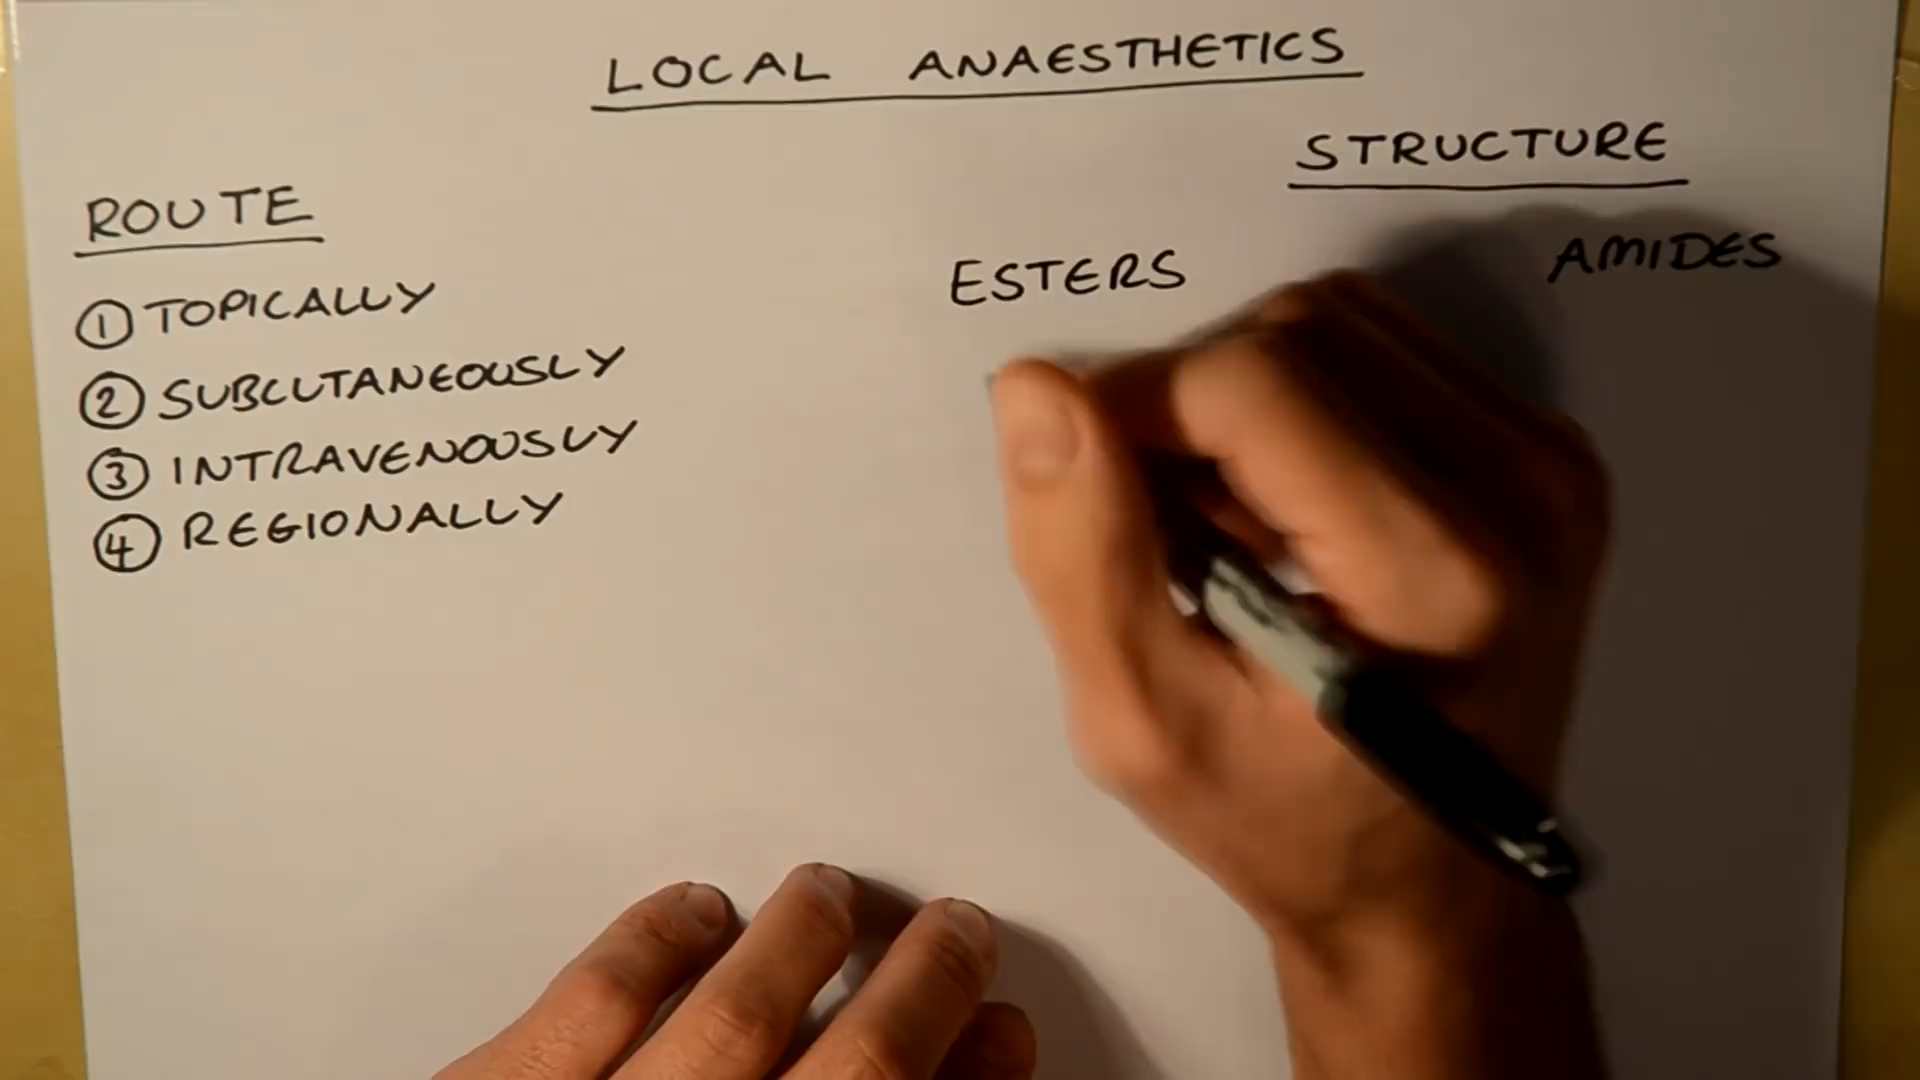 LOCAL ANAESTHETICS
STRUCTURE
ROUTE
ESTERS
AMIDES
① TOPICALLY
② SUBCUTANEOUSLY
③ INTRAVENOUSLY
④ REGIONALLY